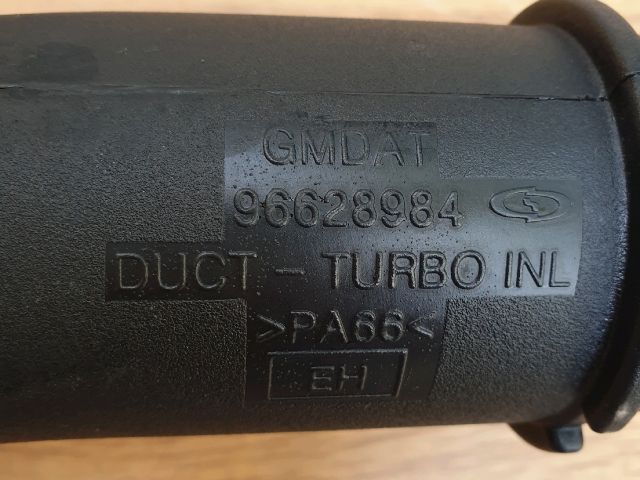 GMDAT
96628984
DUCT - TURBO INL
>PA66<
EH